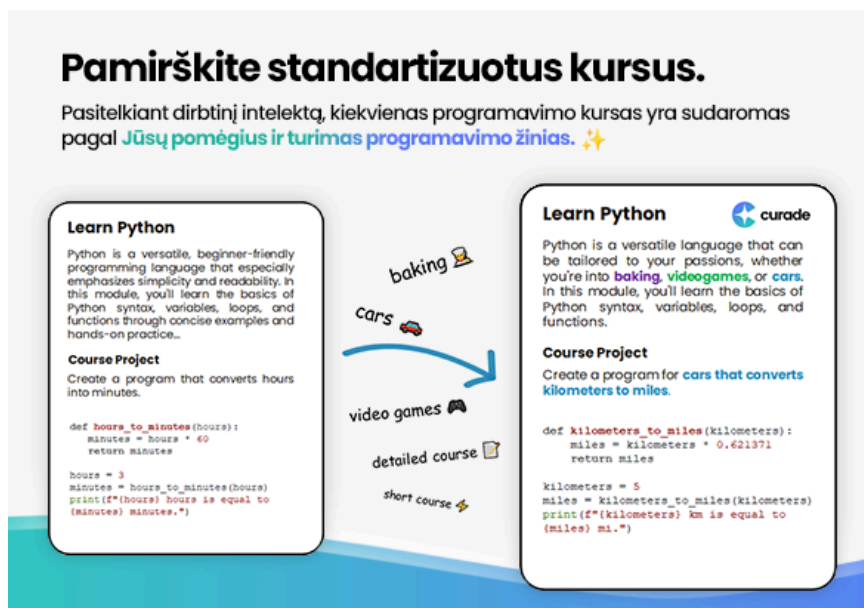 Pamirškite standartizuotus kursus.
Pasitelkiant dirbtinį intelektą, kiekvienas programavimo kursas yra sudaromas
pagal Jūsų pomėgius ir turimas programavimo žinias. ✨
Learn Python
Python is a versatile, beginner-friendly
programming language that especially
emphasizes simplicity and readability. In
this module, you'll learn the basics of
Python syntax, variables, loops, and
functions through concise examples and
hands-on practice...
Course Project
Create a program that converts hours
into minutes.
def hours_to_minutes(hours):
    minutes = hours * 60
    return minutes
hours = 3
minutes = hours_to_minutes(hours)
print(f"{hours} hours is equal to
{minutes} minutes.")
baking
cars
video games
detailed course
short course
Learn Python
curade
Python is a versatile language that can
be tailored to your passions, whether
you're into baking, videogames, or cars.
In this module, you'll learn the basics of
Python syntax, variables, loops, and
functions.
Course Project
Create a program for cars that converts
kilometers to miles.
def kilometers_to_miles(kilometers):
    miles = kilometers * 0.621371
    return miles
kilometers = 5
miles = kilometers_to_miles(kilometers)
print(f"{kilometers} km is equal to
{miles} mi.")